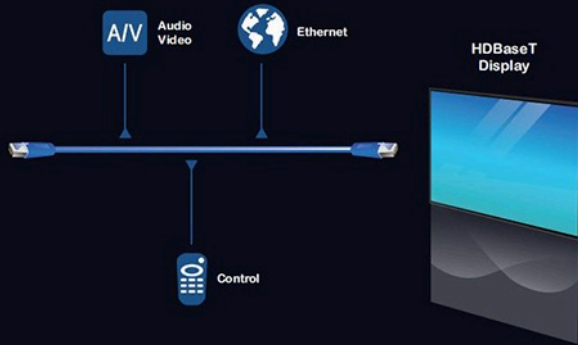 A/V
Audio
Video
Ethernet
HDBaseT
Display
Control